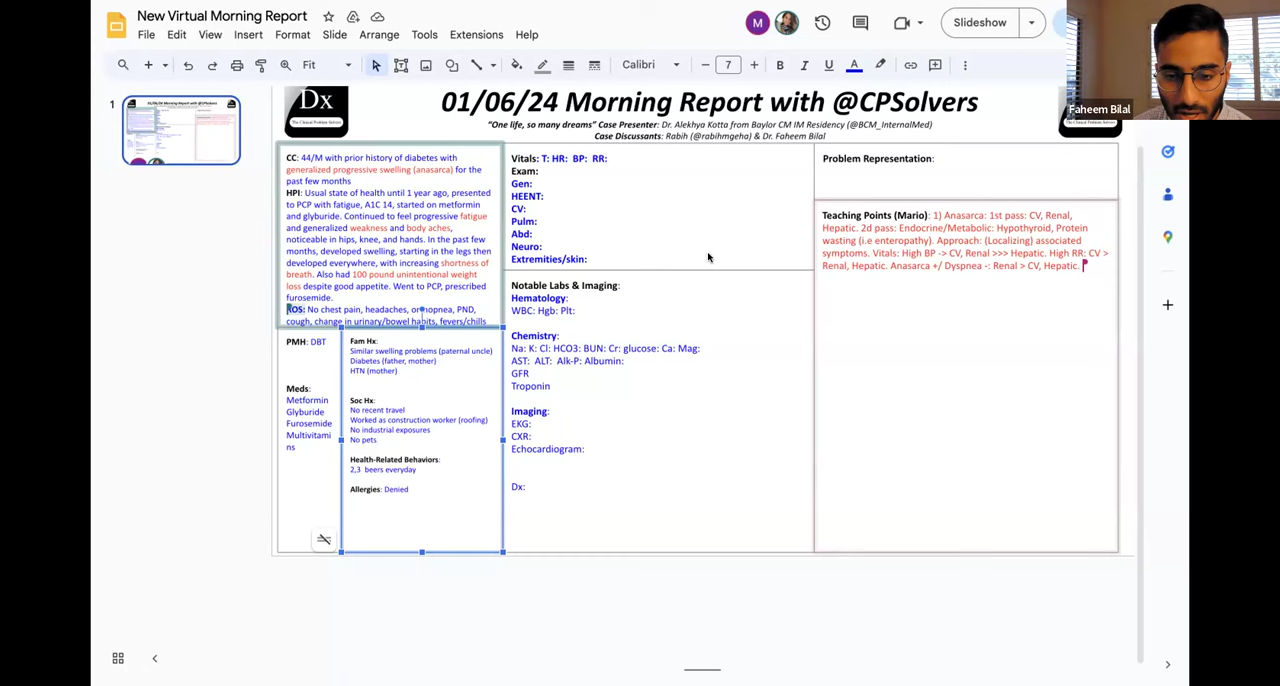 New Virtual Morning Report
File Edit View Insert Format Slide Arrange Tools Extensions Help
M
Slideshow
Fit
Calibri
7
B I U A
Faheem Bilal
1
Dx
The Clinical Problem Solvers
01/06/24 Morning Report with @CPSolvers
"One life, so many dreams" Case Presenter: Dr. Alekhya Kotta from Baylor CM IM Residency (@BCM_InternalMed)
Case Discussants: Rabih (@rabihmgeha) & Dr. Faheem Bilal
CC: 44/M with prior history of diabetes with
generalized progressive swelling (anasarca) for the
past few months
HPI: Usual state of health until 1 year ago, presented
to PCP with fatigue, A1C 14, started on metformin
and glyburide. Continued to feel progressive fatigue
and generalized weakness and body aches,
noticeable in hips, knee, and hands. In the past few
months, developed swelling, starting in the legs then
developed everywhere, with increasing shortness of
breath. Also had 100 pound unintentional weight
loss despite good appetite. Went to PCP, prescribed
furosemide.
ROS: No chest pain, headaches, orthopnea, PND,
cough, change in urinary/bowel habits, fevers/chills
PMH: DBT
Meds:
Metformin
Glyburide
Furosemide
Multivitami
ns
Fam Hx:
Similar swelling problems (paternal uncle)
Diabetes (father, mother)
HTN (mother)
Soc Hx:
No recent travel
Worked as construction worker (roofing)
No industrial exposures
No pets
Health-Related Behaviors:
2,3 beers everyday
Allergies: Denied
Vitals: T: HR: BP: RR:
Exam:
Gen:
HEENT:
CV:
Pulm:
Abd:
Neuro:
Extremities/skin:
Notable Labs & Imaging:
Hematology:
WBC: Hgb: Plt:
Chemistry:
Na: K: Cl: HCO3: BUN: Cr: glucose: Ca: Mag:
AST: ALT: Alk-P: Albumin:
GFR
Troponin
Imaging:
EKG:
CXR:
Echocardiogram:
Dx:
Problem Representation:
Teaching Points (Mario): 1) Anasarca: 1st pass: CV, Renal,
Hepatic. 2d pass: Endocrine/Metabolic: Hypothyroid, Protein
wasting (i.e enteropathy). Approach: (Localizing) associated
symptoms. Vitals: High BP -> CV, Renal >>> Hepatic. High RR: CV >
Renal, Hepatic. Anasarca +/ Dyspnea -: Renal > CV, Hepatic.